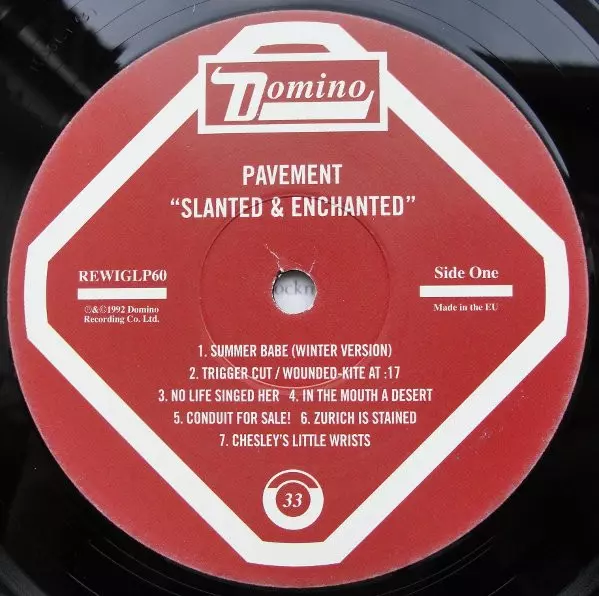 Domino
PAVEMENT
"SLANTED & ENCHANTED"
REWIGLP60
Side One
℗&©1992 Domino
Recording Co. Ltd.
Made in the EU
1. SUMMER BABE (WINTER VERSION)
2. TRIGGER CUT / WOUNDED-KITE AT :17
3. NO LIFE SINGED HER 4. IN THE MOUTH A DESERT
5. CONDUIT FOR SALE! 6. ZURICH IS STAINED
7. CHESLEY'S LITTLE WRISTS
33